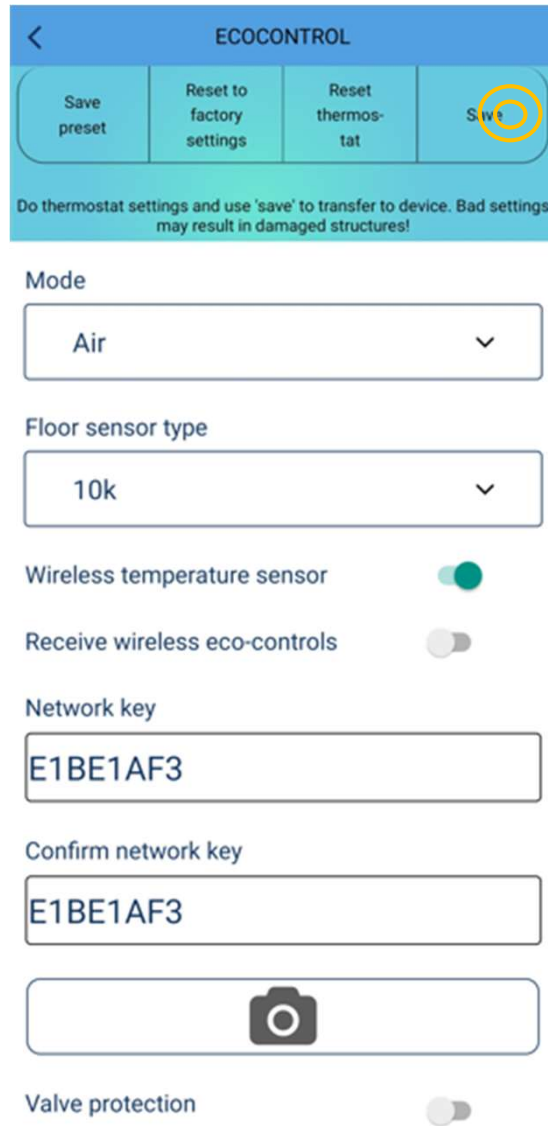 ECOCONTROL
Save
preset
Reset to
factory
settings
Reset
thermos-
tat
Save
Do thermostat settings and use 'save' to transfer to device. Bad settings
may result in damaged structures!
Mode
Air
Floor sensor type
10k
Wireless temperature sensor
Receive wireless eco-controls
Network key
E1BE1AF3
Confirm network key
E1BE1AF3
Valve protection